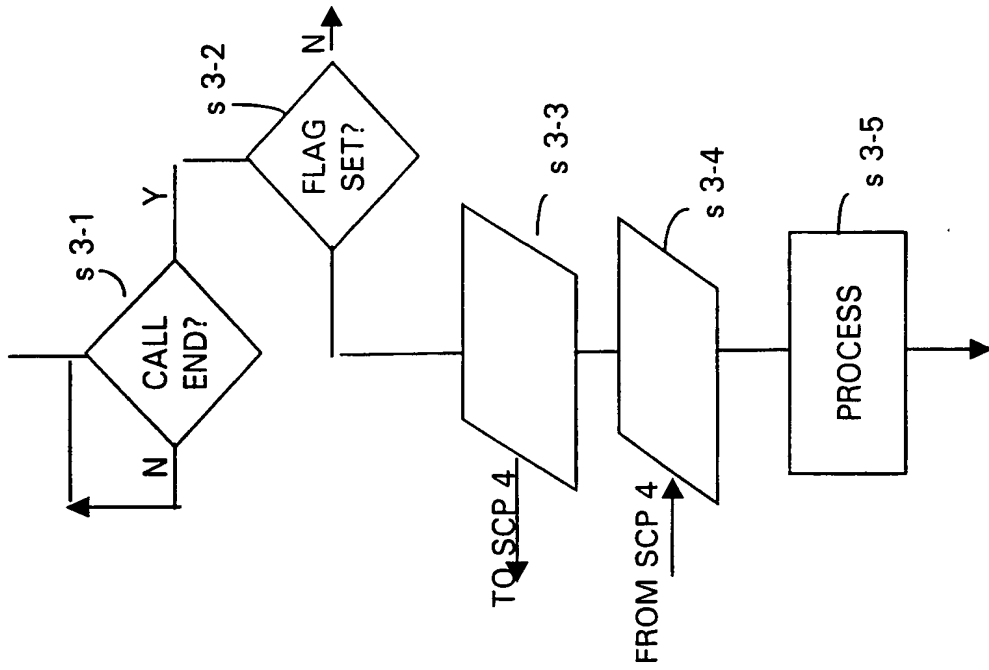 s 3-1
CALL
END?
N
Y
s 3-2
FLAG
SET?
N
s 3-3
TO SCP 4
s 3-4
FROM SCP 4
s 3-5
PROCESS